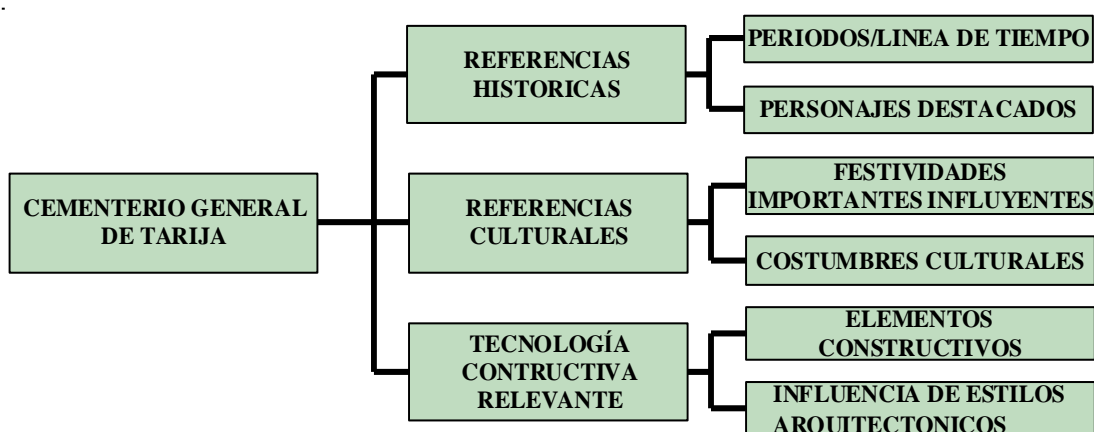 CEMENTERIO GENERAL
DE TARIJA
REFERENCIAS
HISTORICAS
PERIODOS/LINEA DE TIEMPO
PERSONAJES DESTACADOS
REFERENCIAS
CULTURALES
FESTIVIDADES
IMPORTANTES INFLUYENTES
COSTUMBRES CULTURALES
TECNOLOGÍA
CONTRUCTIVA
RELEVANTE
ELEMENTOS
CONSTRUCTIVOS
INFLUENCIA DE ESTILOS
ARQUITECTONICOS